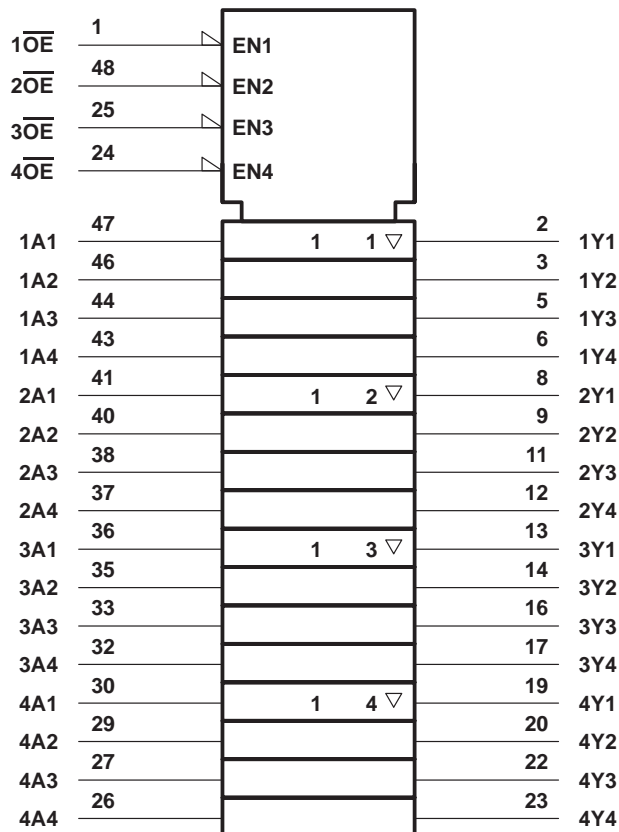 1O̅E̅ 1 EN1
2O̅E̅ 48 EN2
3O̅E̅ 25 EN3
4O̅E̅ 24 EN4
1A1 47 1 1 ▽ 2 1Y1
1A2 46 3 1Y2
1A3 44 5 1Y3
1A4 43 6 1Y4
2A1 41 1 2 ▽ 8 2Y1
2A2 40 9 2Y2
2A3 38 11 2Y3
2A4 37 12 2Y4
3A1 36 1 3 ▽ 13 3Y1
3A2 35 14 3Y2
3A3 33 16 3Y3
3A4 32 17 3Y4
4A1 30 1 4 ▽ 19 4Y1
4A2 29 20 4Y2
4A3 27 22 4Y3
4A4 26 23 4Y4